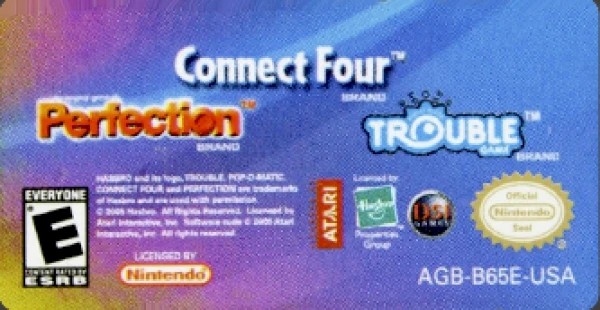 Connect Four™
BRAND
Perfection™
BRAND
TROUBLE™
GAME
BRAND
HASBRO and its logo, TROUBLE, POP-O-MATIC,
CONNECT FOUR and PERFECTION are trademarks
of Hasbro and are used with permission.
© 2005 Hasbro. All Rights Reserved. Licensed by
Atari Interactive, Inc. Software code © 2005 Atari
Interactive, Inc. All Rights Reserved.
LICENSED BY
Nintendo
EVERYONE
E
CONTENT RATED BY
ESRB
ATARI
Licensed by:
Hasbro
Properties
Group
DSI
GAMES
Official
Nintendo
Seal
®
AGB-B65E-USA